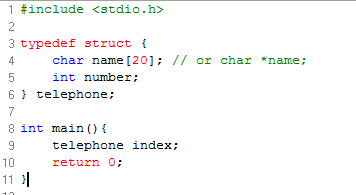 1 #include <stdio.h>
2
3 typedef struct {
4     char name[20]; // or char *name;
5     int number;
6 } telephone;
7
8 int main(){
9     telephone index;
10     return 0;
11 }